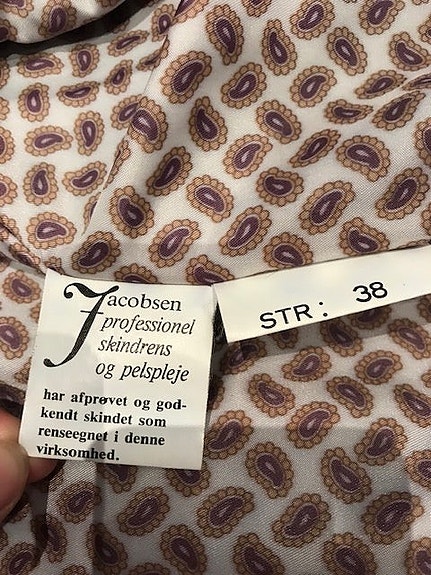 Jacobsen
professionel
skindrens
og pelspleje
har afprøvet og god-
kendt skindet som
renseegnet i denne
virksomhed.
STR: 38